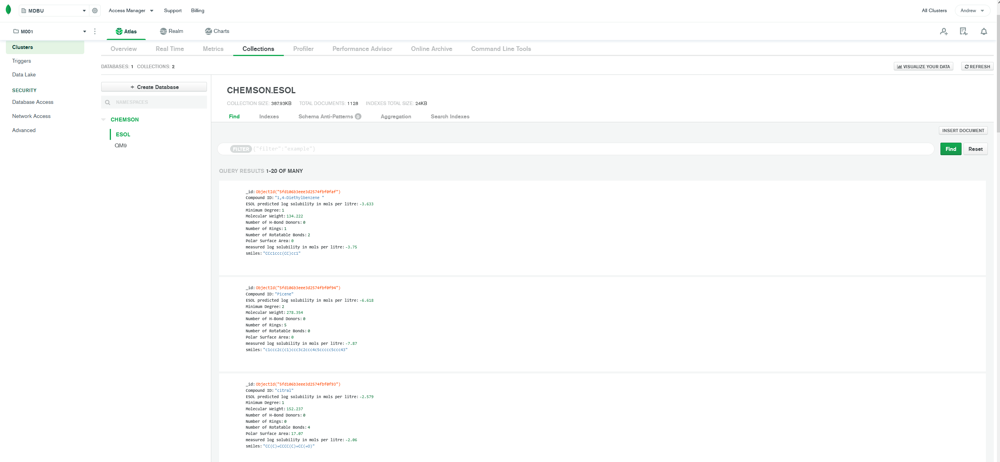 MDBU
Access Manager
Support
Billing
All Clusters
Andrew
M001
Atlas
Realm
Charts
Clusters
Triggers
Data Lake
SECURITY
Database Access
Network Access
Advanced
Overview
Real Time
Metrics
Collections
Profiler
Performance Advisor
Online Archive
Command Line Tools
DATABASES: 1 COLLECTIONS: 2
VISUALIZE YOUR DATA
REFRESH
+ Create Database
NAMESPACES
CHEMSON
ESOL
QM9
CHEMSON.ESOL
COLLECTION SIZE: 387.93KB TOTAL DOCUMENTS: 1128 INDEXES TOTAL SIZE: 24KB
Find
Indexes
Schema Anti-Patterns 0
Aggregation
Search Indexes
INSERT DOCUMENT
FILTER {"filter":"example"}
Find
Reset
QUERY RESULTS 1-20 OF MANY
_id: ObjectId("5fd106b3eee3d2574fbf0faf")
Compound ID: "1,4-Diethylbenzene "
ESOL predicted log solubility in mols per litre: -3.633
Minimum Degree: 1
Molecular Weight: 134.222
Number of H-Bond Donors: 0
Number of Rings: 1
Number of Rotatable Bonds: 2
Polar Surface Area: 0
measured log solubility in mols per litre: -3.75
smiles: "CCc1ccc(CC)cc1"
_id: ObjectId("5fd106b3eee3d2574fbf0f94")
Compound ID: "Picene"
ESOL predicted log solubility in mols per litre: -6.618
Minimum Degree: 2
Molecular Weight: 278.354
Number of H-Bond Donors: 0
Number of Rings: 5
Number of Rotatable Bonds: 0
Polar Surface Area: 0
measured log solubility in mols per litre: -7.87
smiles: "c1ccc2c(c1)ccc3c2ccc4c5ccccc5ccc43"
_id: ObjectId("5fd106b3eee3d2574fbf0f93")
Compound ID: "citral"
ESOL predicted log solubility in mols per litre: -2.579
Minimum Degree: 1
Molecular Weight: 152.237
Number of H-Bond Donors: 0
Number of Rings: 0
Number of Rotatable Bonds: 4
Polar Surface Area: 17.07
measured log solubility in mols per litre: -2.06
smiles: "CC(C)=CCCC(C)=CC(=O)"